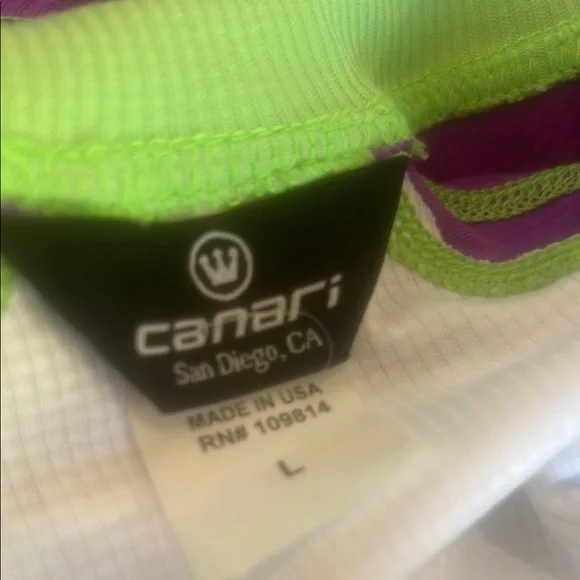 canari
San Diego, CA
MADE IN USA
RN# 109814
L